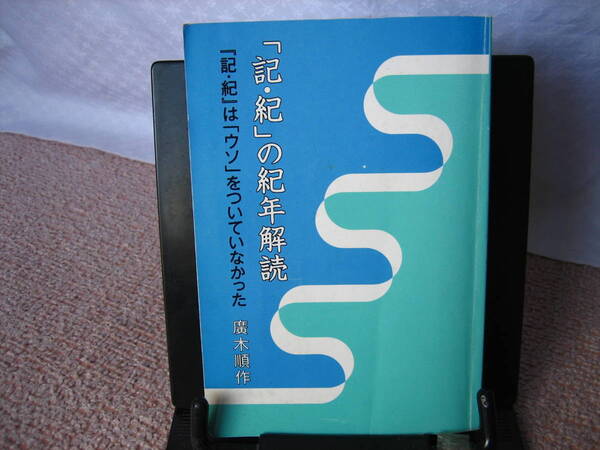 「記・紀」の紀年解読
『記・紀』は「ウソ」をついていなかった
廣木順作